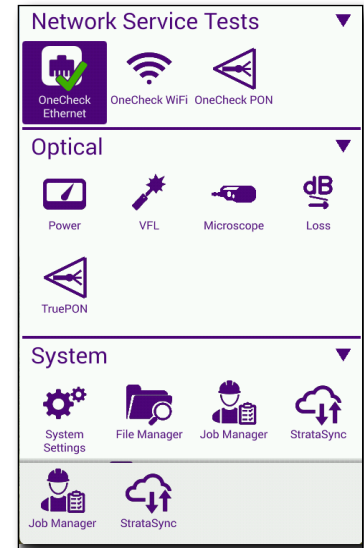 Network Service Tests
OneCheck Ethernet
OneCheck WiFi
OneCheck PON
Optical
Power
VFL
Microscope
dB
Loss
TruePON
System
System Settings
File Manager
Job Manager
StrataSync
Job Manager
StrataSync